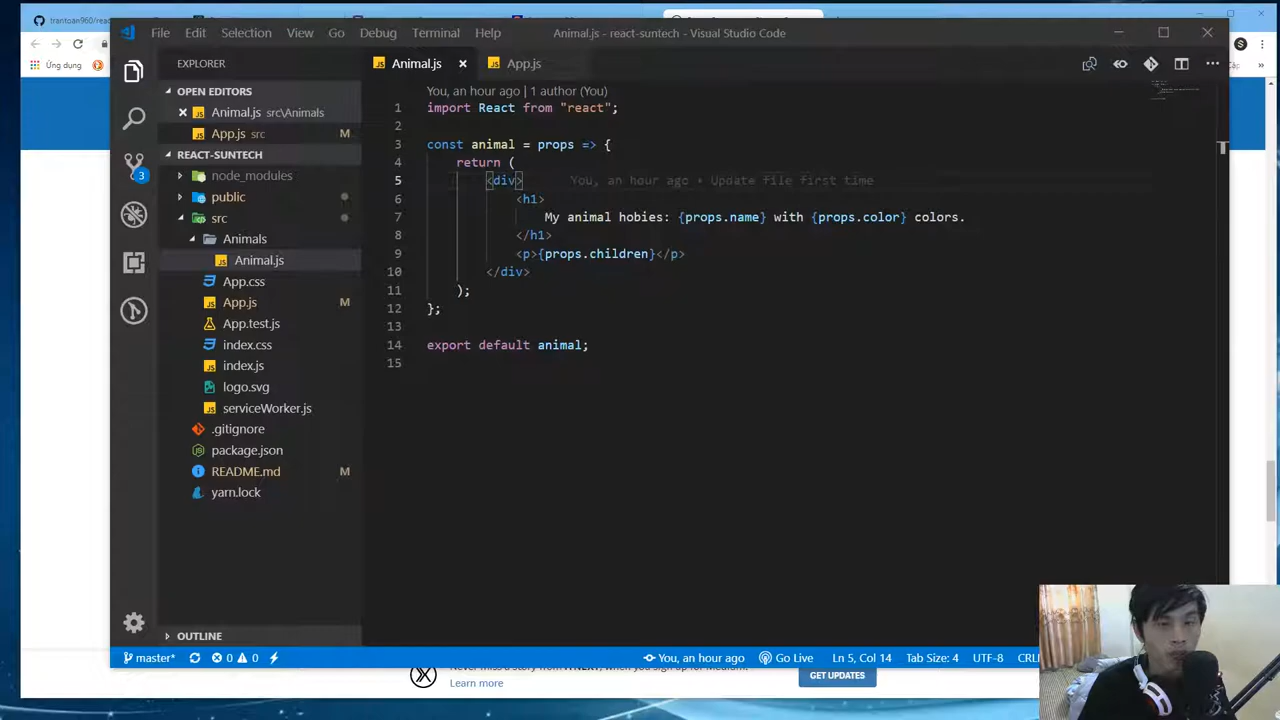 trantoan960/rea
Ứng dụng
File Edit Selection View Go Debug Terminal Help
Animal.js - react-suntech - Visual Studio Code
EXPLORER
OPEN EDITORS
Animal.js src\Animals
App.js src M
REACT-SUNTECH
node_modules
public
src
Animals
Animal.js
App.css
App.js M
App.test.js
index.css
index.js
logo.svg
serviceWorker.js
.gitignore
package.json
README.md M
yarn.lock
OUTLINE
3
Animal.js App.js
You, an hour ago | 1 author (You)
1 import React from "react";
2
3 const animal = props => {
4 return (
5 <div> You, an hour ago • Update file first time
6 <h1>
7 My animal hobies: {props.name} with {props.color} colors.
8 </h1>
9 <p>{props.children}</p>
10 </div>
11 );
12 };
13
14 export default animal;
15
master* 0 0 You, an hour ago Go Live Ln 5, Col 14 Tab Size: 4 UTF-8 CRL
Learn more
GET UPDATES